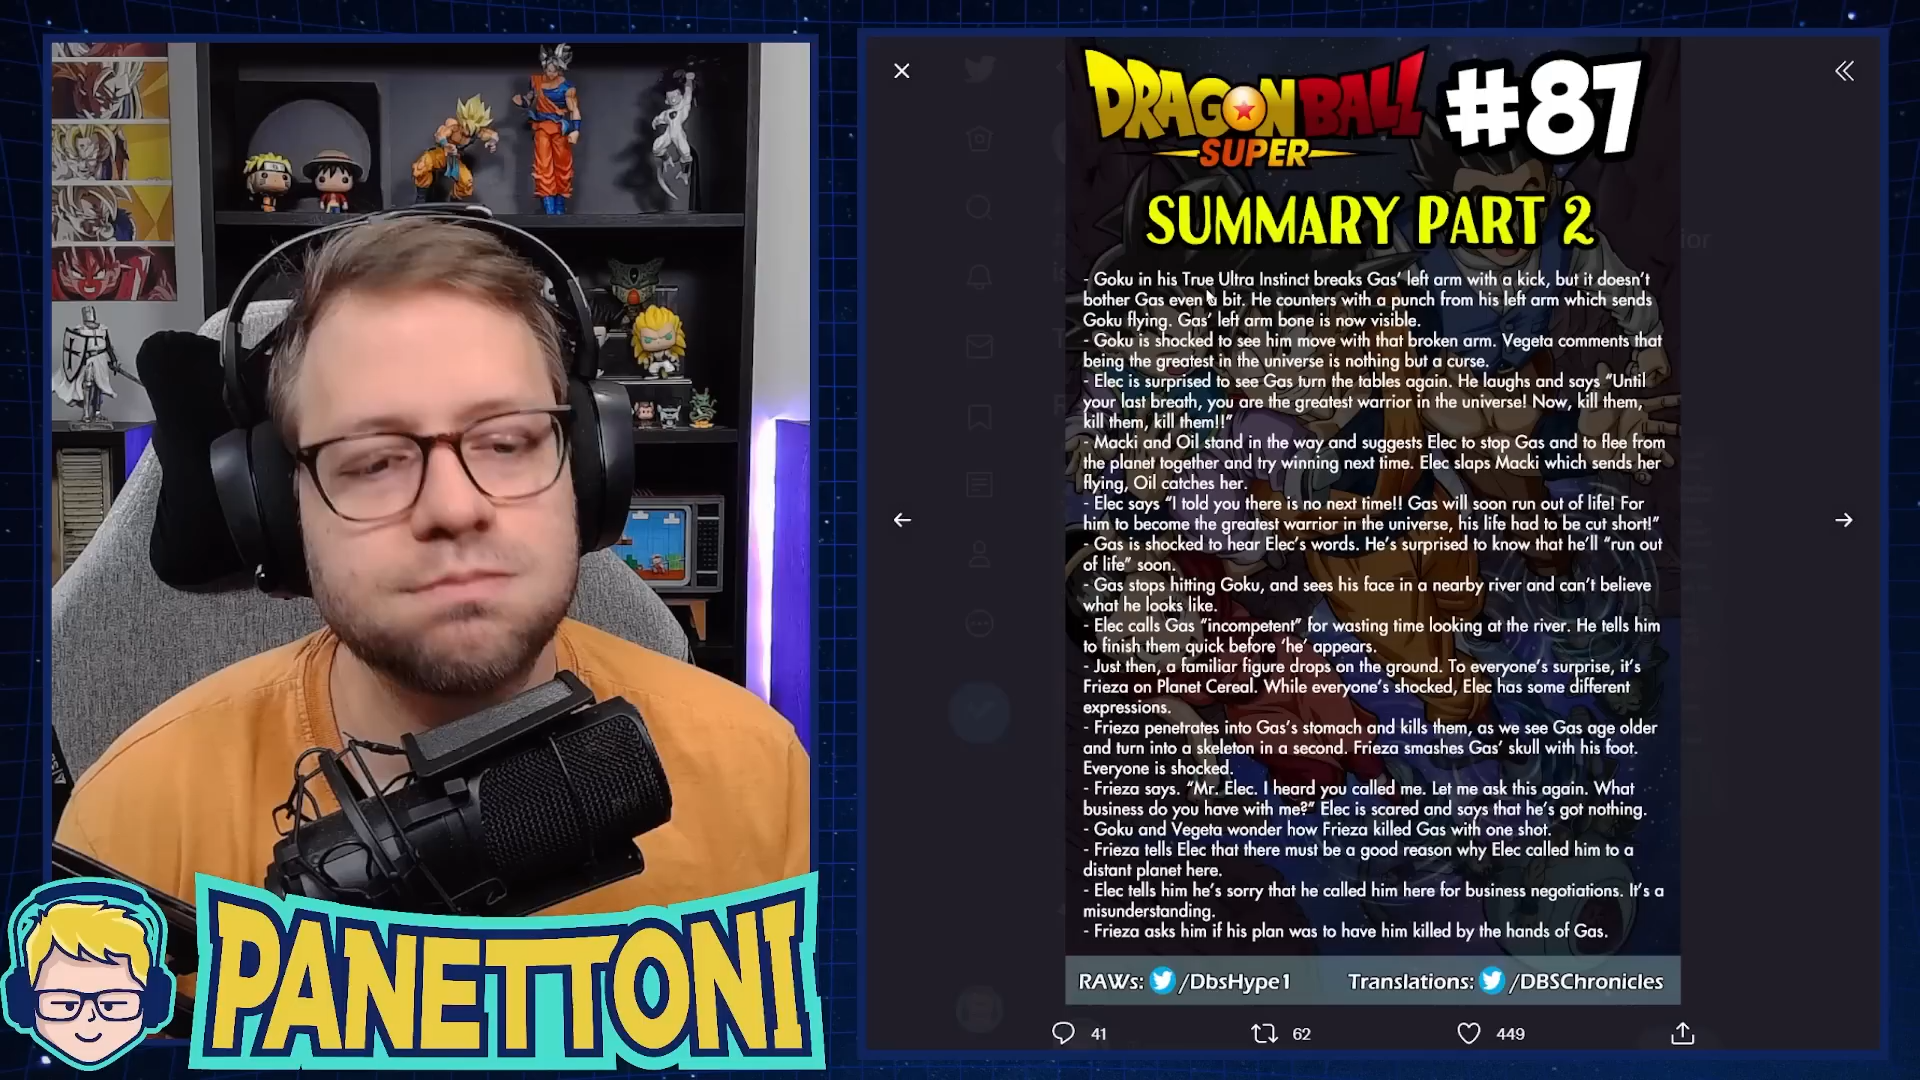 DRAGON BALL
SUPER
#87
SUMMARY PART 2
- Goku in his True Ultra Instinct breaks Gas' left arm with a kick, but it doesn't
bother Gas even a bit. He counters with a punch from his left arm which sends
Goku flying. Gas' left arm bone is now visible.
- Goku is shocked to see him move with that broken arm. Vegeta comments that
being the greatest in the universe is nothing but a curse.
- Elec is surprised to see Gas turn the tables again. He laughs and says "Until
your last breath, you are the greatest warrior in the universe! Now, kill them,
kill them, kill them!!"
- Macki and Oil stand in the way and suggests Elec to stop Gas and to flee from
the planet together and try winning next time. Elec slaps Macki which sends her
flying, Oil catches her.
- Elec says "I told you there is no next time!! Gas will soon run out of life! For
him to become the greatest warrior in the universe, his life had to be cut short!"
- Gas is shocked to hear Elec's words. He's surprised to know that he'll "run out
of life" soon.
- Gas stops hitting Goku, and sees his face in a nearby river and can't believe
what he looks like.
- Elec calls Gas "incompetent" for wasting time looking at the river. He tells him
to finish them quick before 'he' appears.
- Just then, a familiar figure drops on the ground. To everyone's surprise, it's
Frieza on Planet Cereal. While everyone's shocked, Elec has some different
expressions.
- Frieza penetrates into Gas's stomach and kills them, as we see Gas age older
and turn into a skeleton in a second. Frieza smashes Gas' skull with his foot.
Everyone is shocked.
- Frieza says. "Mr. Elec. I heard you called me. Let me ask this again. What
business do you have with me?" Elec is scared and says that he's got nothing.
- Goku and Vegeta wonder how Frieza killed Gas with one shot.
- Frieza tells Elec that there must be a good reason why Elec called him to a
distant planet here.
- Elec tells him he's sorry that he called him here for business negotiations. It's a
misunderstanding.
- Frieza asks him if his plan was to have him killed by the hands of Gas.
RAWs: /DbsHype1 Translations: /DBSChronicles
41 62 449
PANETTONI